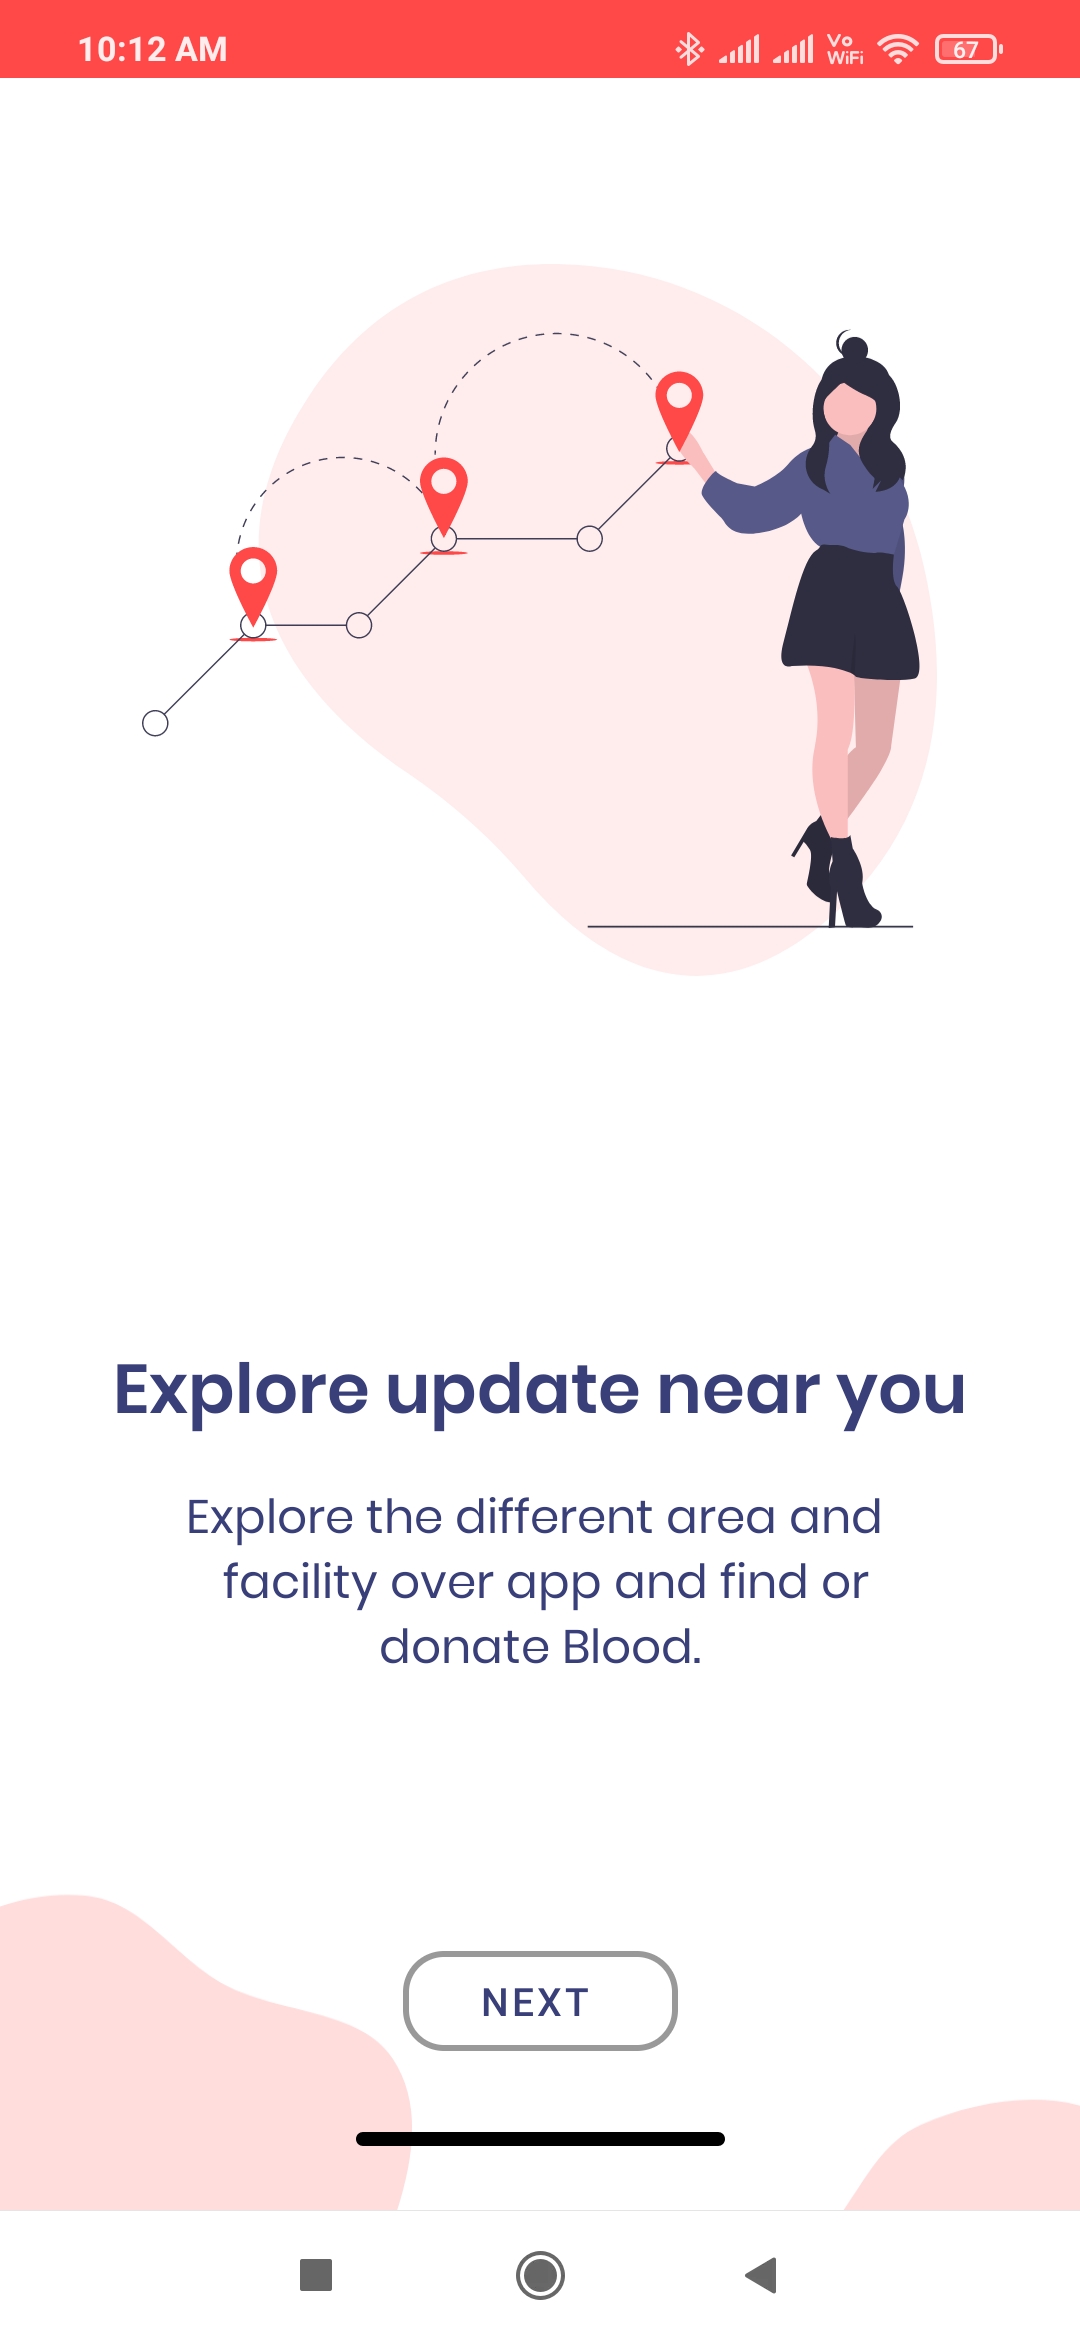 10:12 AM
Vo
WiFi
67
Explore update near you
Explore the different area and
facility over app and find or
donate Blood.
NEXT